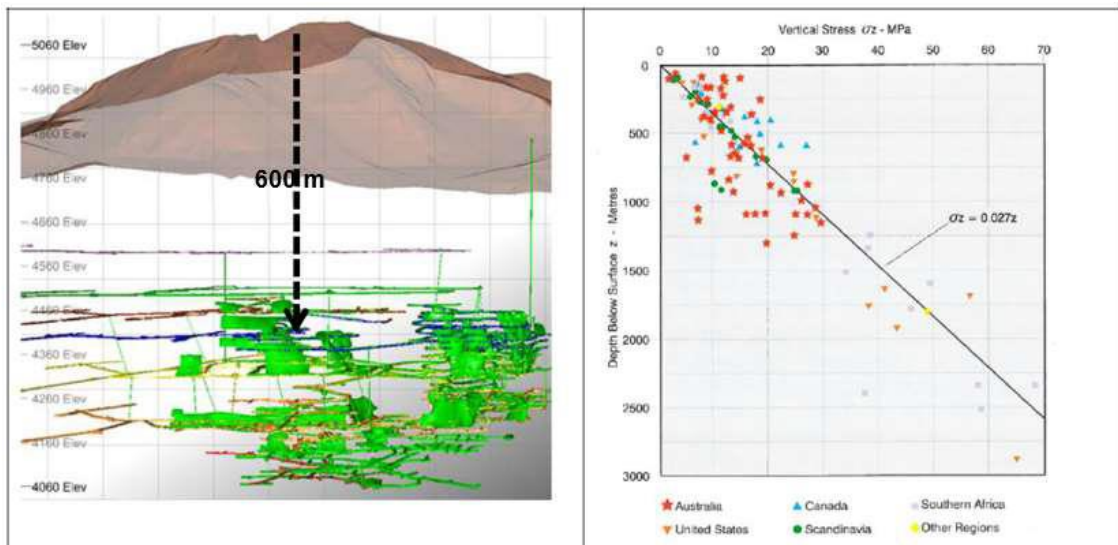 5060 Elev
4960 Elev
4860 Elev
4760 Elev
4660 Elev
4560 Elev
4460 Elev
4360 Elev
4260 Elev
4160 Elev
4060 Elev
600 m
Vertical Stress σz - MPa
0 10 20 30 40 50 60 70
0
500
1000
1500
2000
2500
3000
Depth Below Surface z - Metres
σz = 0.027z
Australia Canada Southern Africa
United States Scandinavia Other Regions